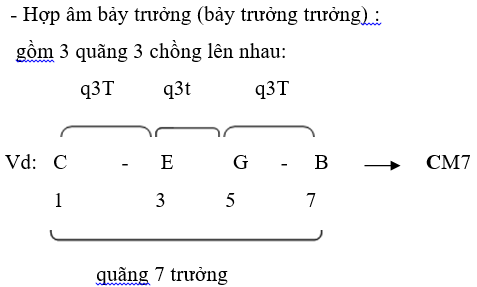 - Hợp âm bảy trưởng (bảy trưởng trưởng) :
gồm 3 quãng 3 chồng lên nhau:
q3T q3t q3T
Vd: C - E G - B → CM7
1 3 5 7
quãng 7 trưởng